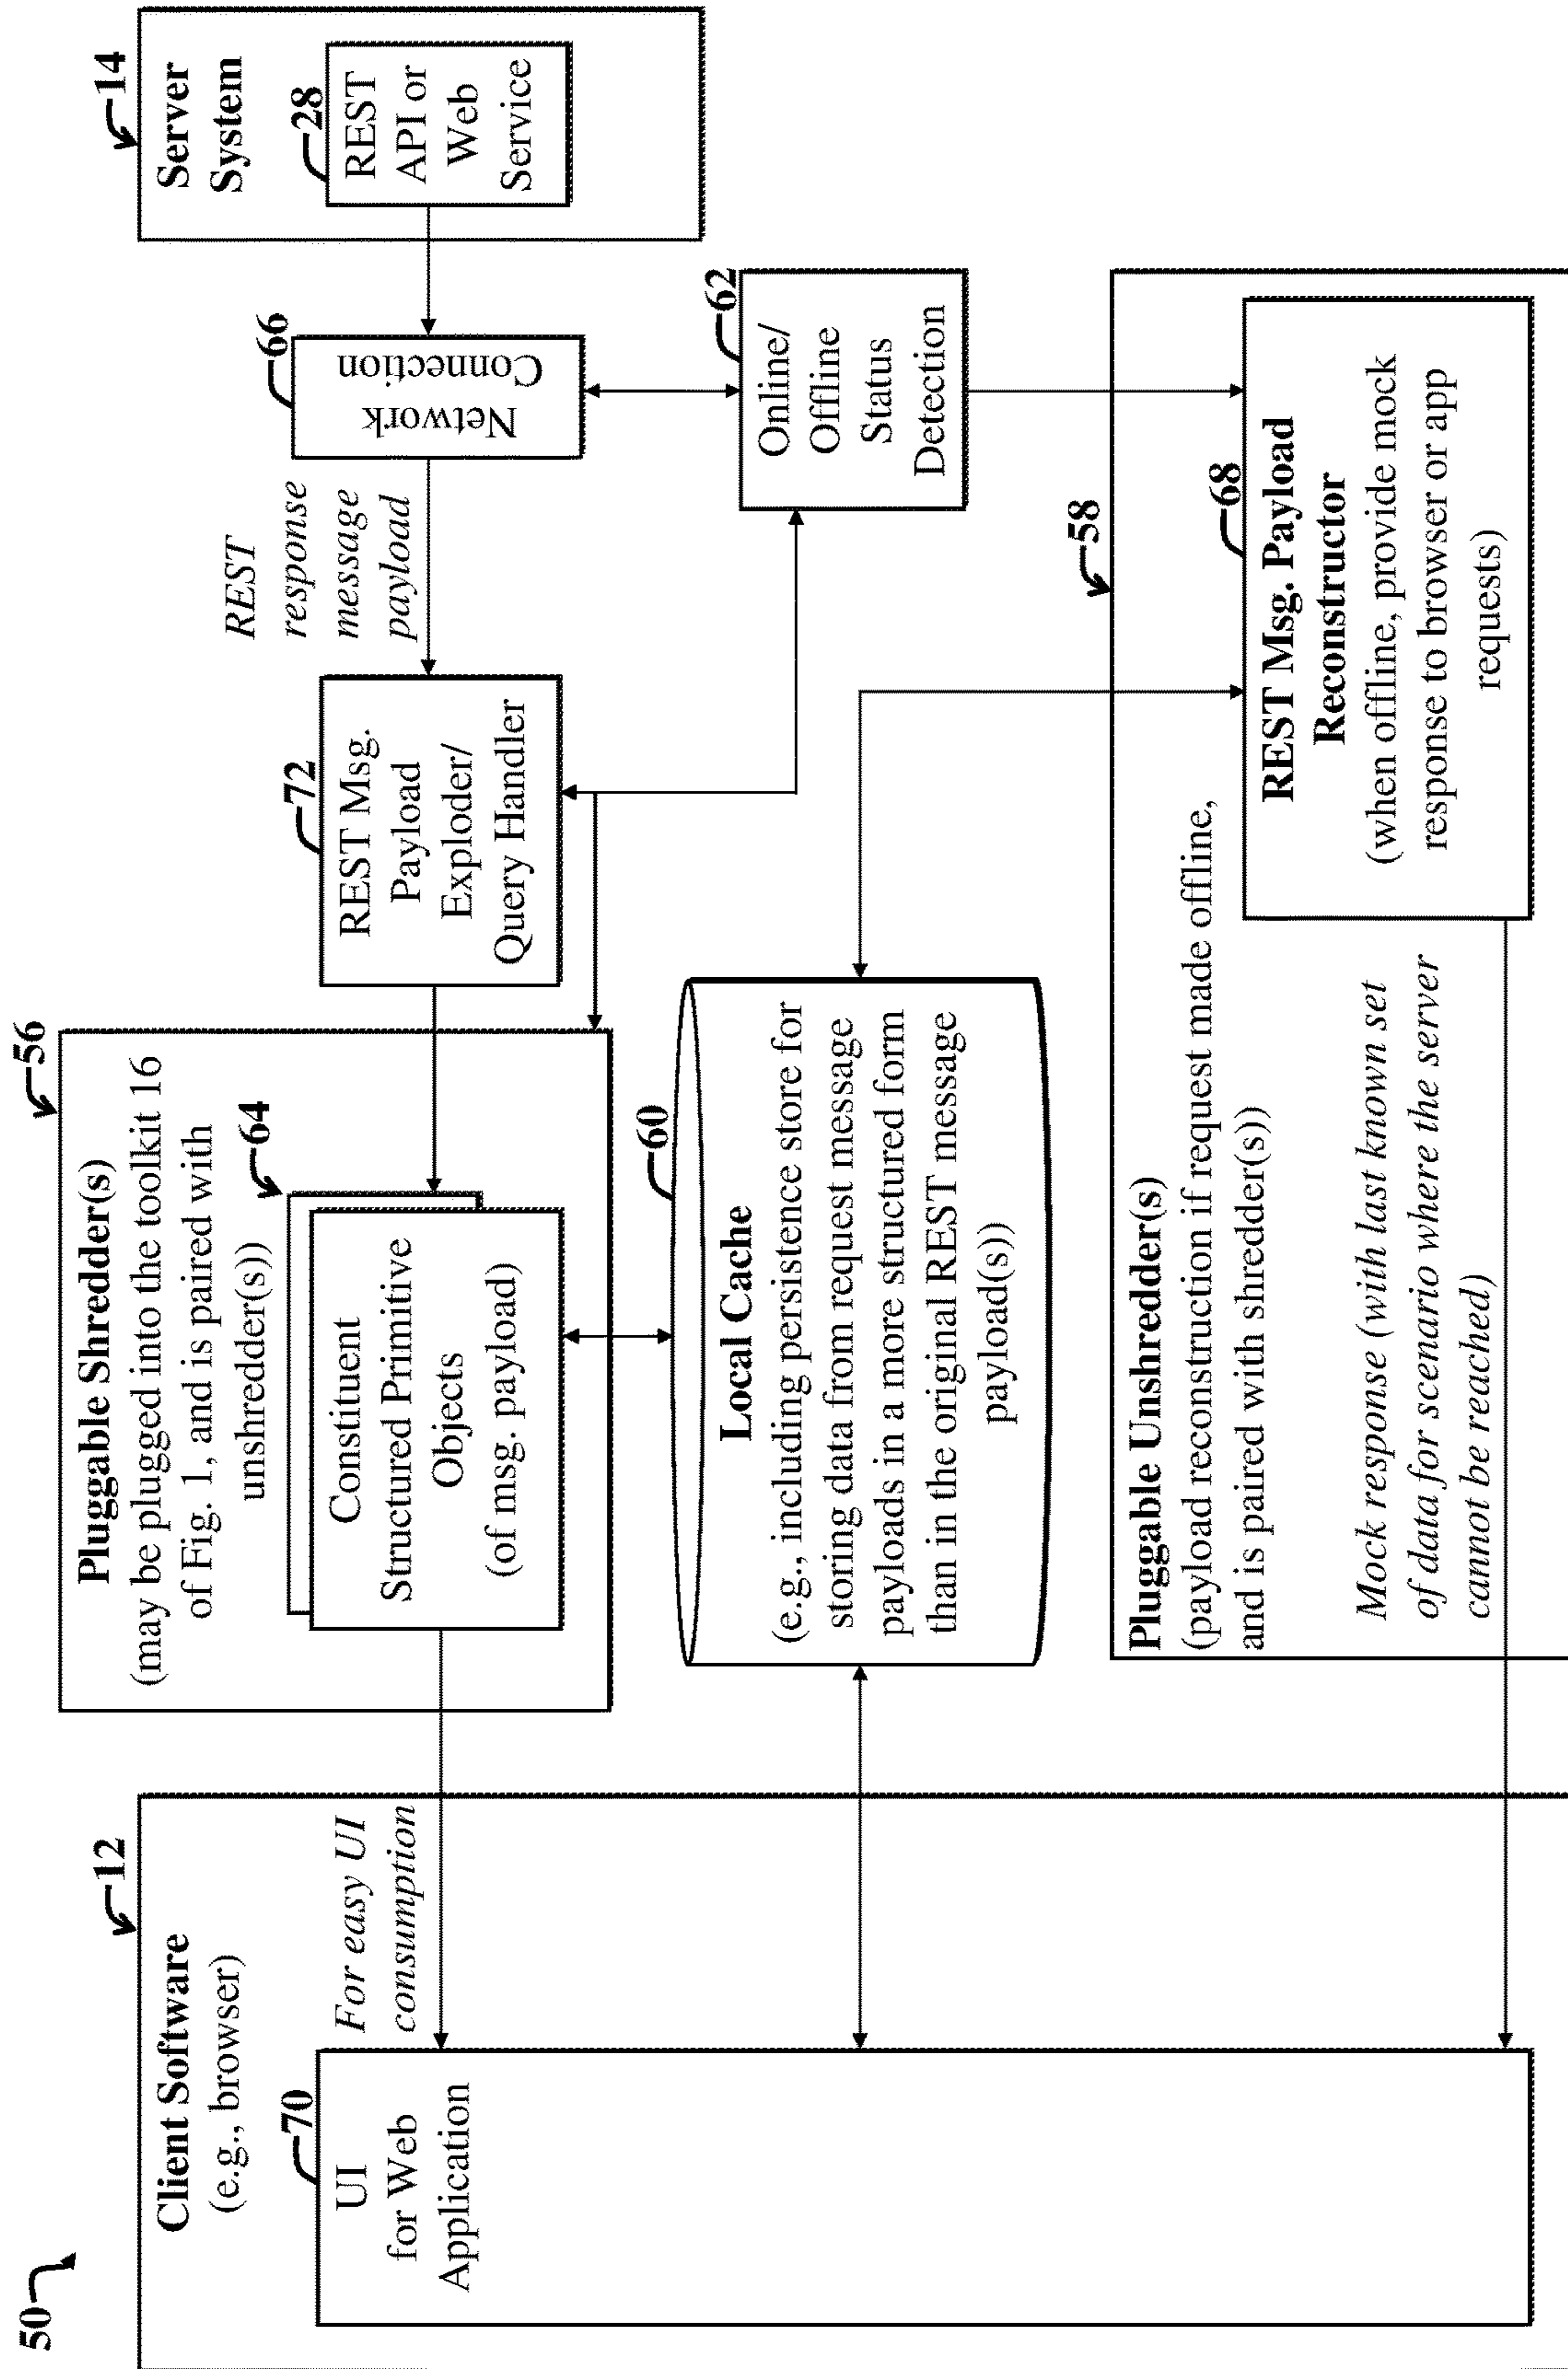 50
12
Client Software
(e.g., browser)
70
UI
for Web
Application
For easy UI
consumption
56
Pluggable Shredder(s)
(may be plugged into the toolkit 16
of Fig. 1, and is paired with
unshredder(s))
64
Constituent
Structured Primitive
Objects
(of msg. payload)
60
Local Cache
(e.g., including persistence store for
storing data from request message
payloads in a more structured form
than in the original REST message
payload(s))
72
REST Msg.
Payload
Exploder/
Query Handler
REST
response
message
payload
66
Network
Connection
14
Server
System
28
REST
API or
Web
Service
62
Online/
Offline
Status
Detection
58
Pluggable Unshredder(s)
(payload reconstruction if request made offline,
and is paired with shredder(s))
Mock response (with last known set
of data for scenario where the server
cannot be reached)
68
REST Msg. Payload
Reconstructor
(when offline, provide mock
response to browser or app
requests)